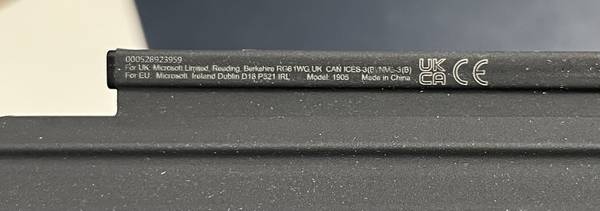 000528923959
For UK: Microsoft Limited, Reading, Berkshire RG6 1WG UK CAN ICES-3(B)/NMB-3(B)
For EU: Microsoft Ireland Dublin D18 P521 IRL Model: 1905 Made in China
UK
CA
CE